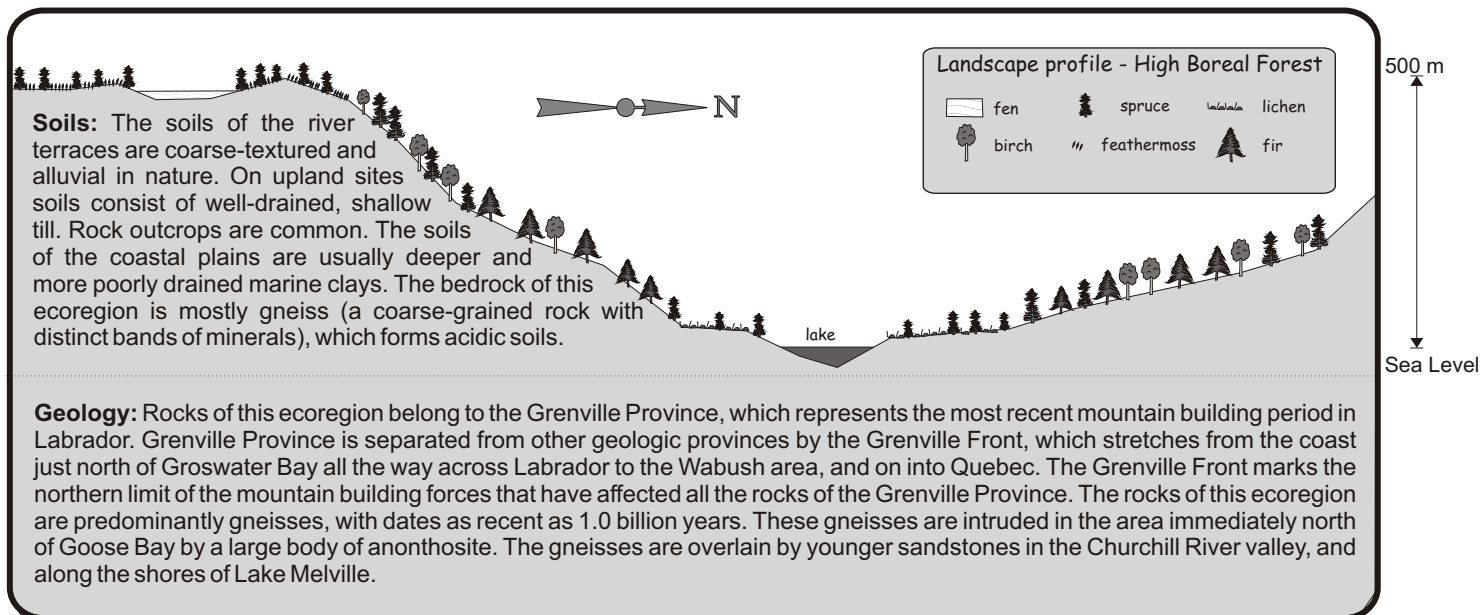 Landscape profile - High Boreal Forest
fen
spruce
lichen
birch
feathermoss
fir
N
500 m
Sea Level
Soils: The soils of the river
terraces are coarse-textured and
alluvial in nature. On upland sites
soils consist of well-drained, shallow
till. Rock outcrops are common. The soils
of the coastal plains are usually deeper and
more poorly drained marine clays. The bedrock of this
ecoregion is mostly gneiss (a coarse-grained rock with
distinct bands of minerals), which forms acidic soils.
lake
Geology: Rocks of this ecoregion belong to the Grenville Province, which represents the most recent mountain building period in
Labrador. Grenville Province is separated from other geologic provinces by the Grenville Front, which stretches from the coast
just north of Groswater Bay all the way across Labrador to the Wabush area, and on into Quebec. The Grenville Front marks the
northern limit of the mountain building forces that have affected all the rocks of the Grenville Province. The rocks of this ecoregion
are predominantly gneisses, with dates as recent as 1.0 billion years. These gneisses are intruded in the area immediately north
of Goose Bay by a large body of anonthosite. The gneisses are overlain by younger sandstones in the Churchill River valley, and
along the shores of Lake Melville.